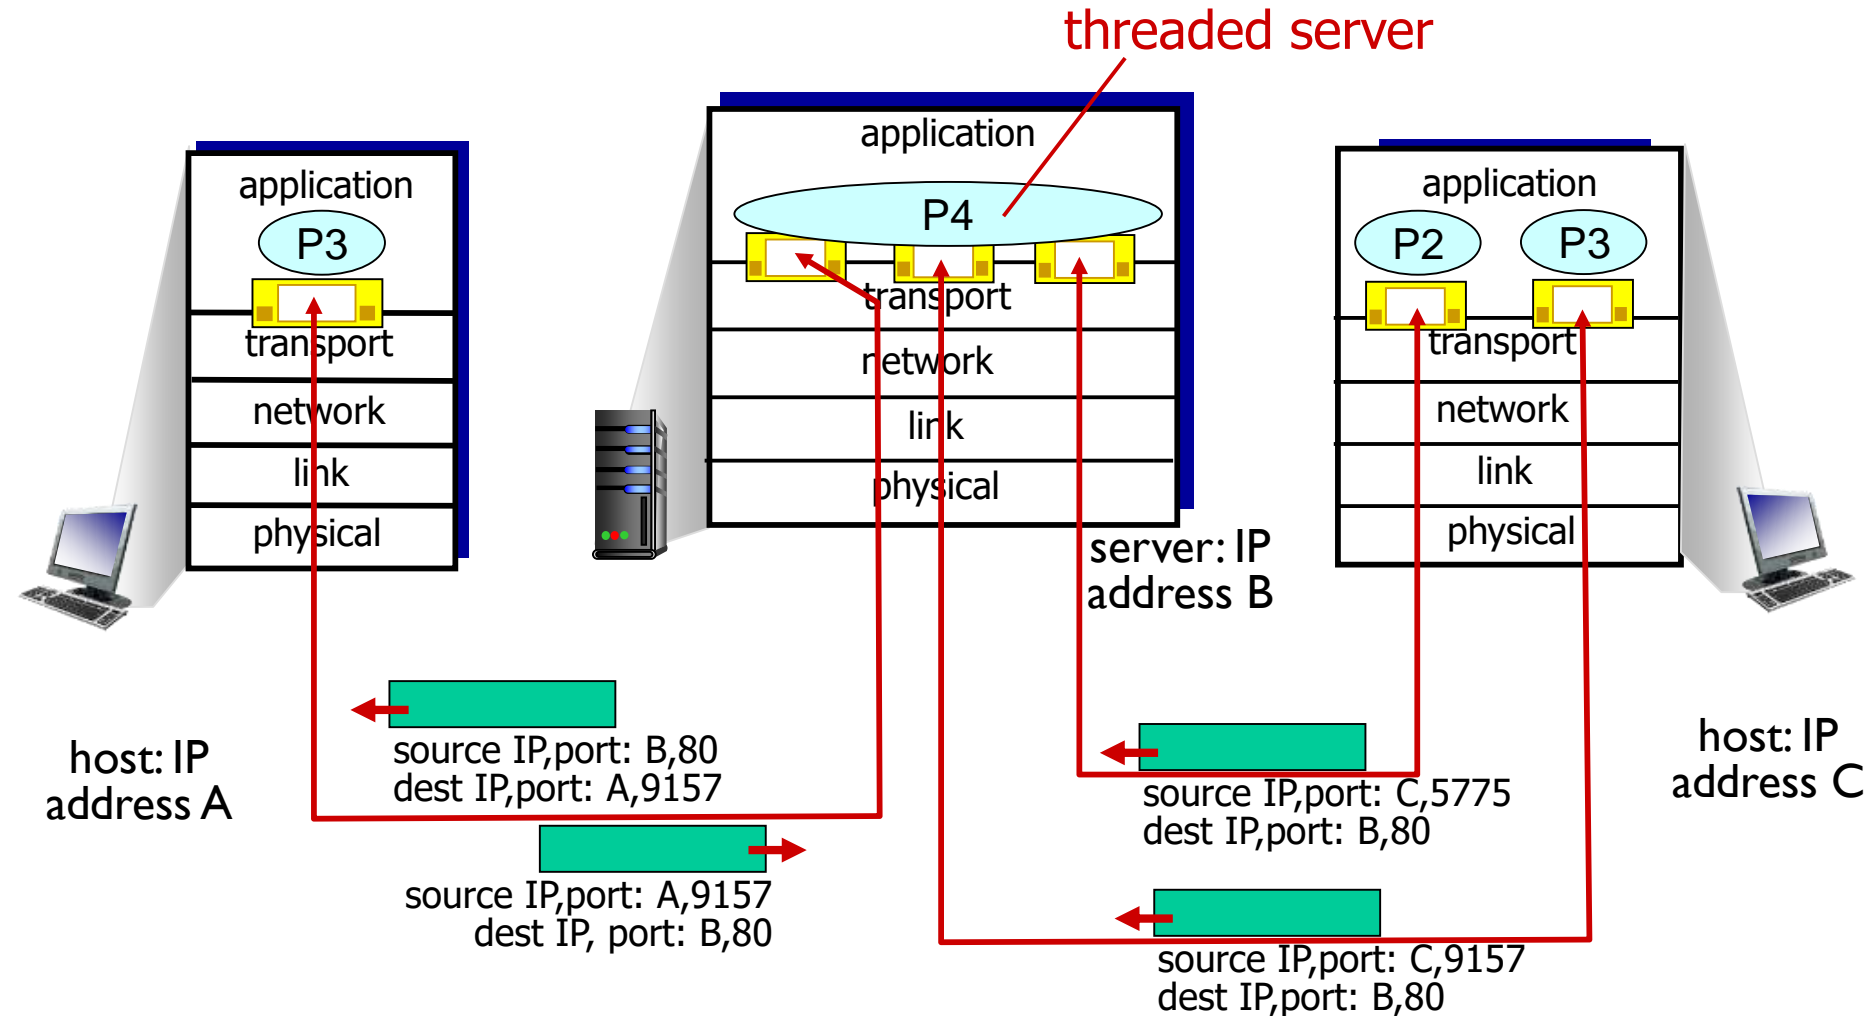 threaded server
application
P3
transport
network
link
physical
application
P4
transport
network
link
physical
application
P2
P3
transport
network
link
physical
server: IP
address B
host: IP
address A
source IP,port: B,80
dest IP,port: A,9157
source IP,port: A,9157
dest IP, port: B,80
source IP,port: C,5775
dest IP,port: B,80
source IP,port: C,9157
dest IP,port: B,80
host: IP
address C